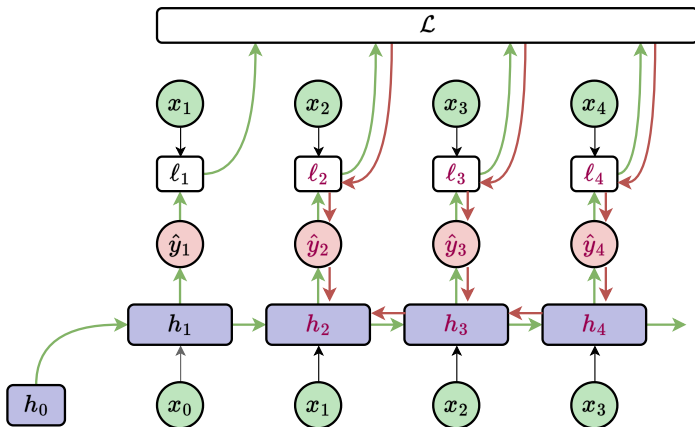 𝓛
x₁ x₂ x₃ x₄
ℓ₁ ℓ₂ ℓ₃ ℓ₄
ŷ₁ ŷ₂ ŷ₃ ŷ₄
h₁ h₂ h₃ h₄
h₀ x₀ x₁ x₂ x₃